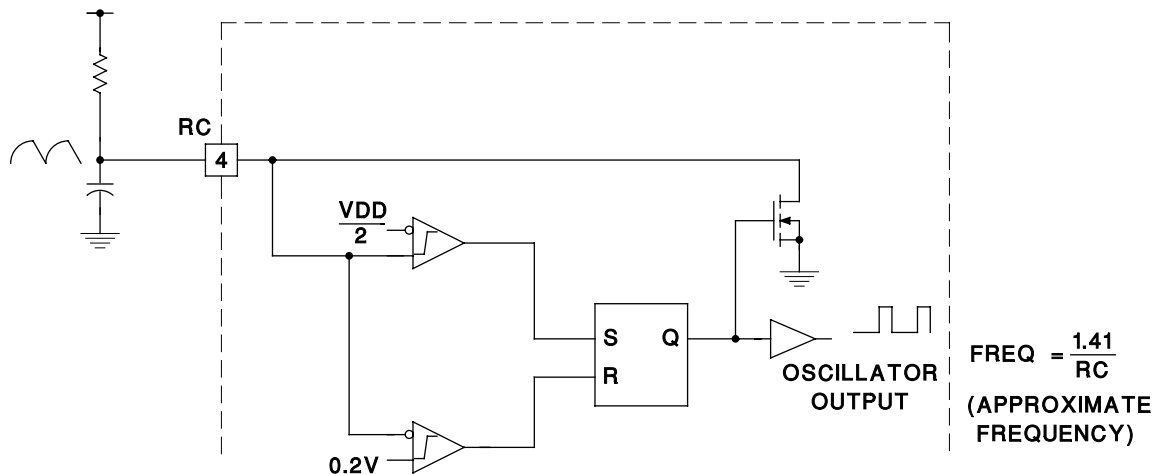 RC
4
VDD
2
S
Q
R
0.2V
OSCILLATOR
OUTPUT
FREQ = 1.41
RC
(APPROXIMATE
FREQUENCY)